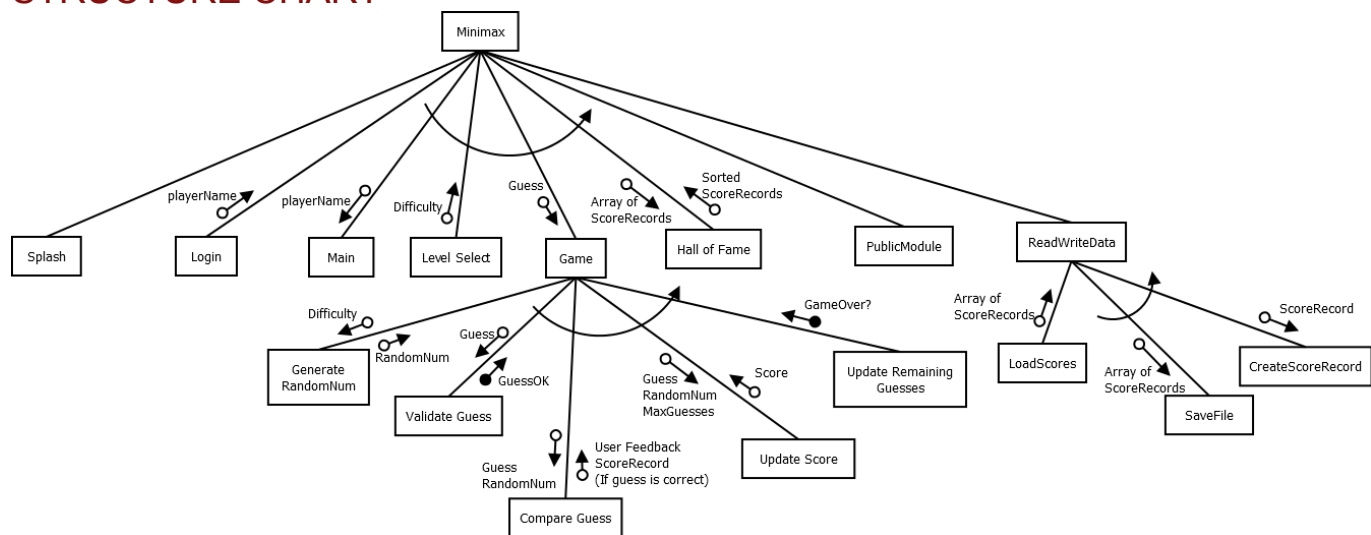 STRUCTURE CHART
Minimax
playerName
playerName
Difficulty
Guess
Array of
ScoreRecords
Sorted
ScoreRecords
Splash
Login
Main
Level Select
Game
Hall of Fame
PublicModule
ReadWriteData
Difficulty
RandomNum
Guess
GuessOK
Guess
RandomNum
User Feedback
ScoreRecord
(If guess is correct)
Guess
RandomNum
MaxGuesses
Score
GameOver?
Array of
ScoreRecords
Array of
ScoreRecords
ScoreRecord
Generate
RandomNum
Validate Guess
Compare Guess
Update Score
Update Remaining
Guesses
LoadScores
SaveFile
CreateScoreRecord